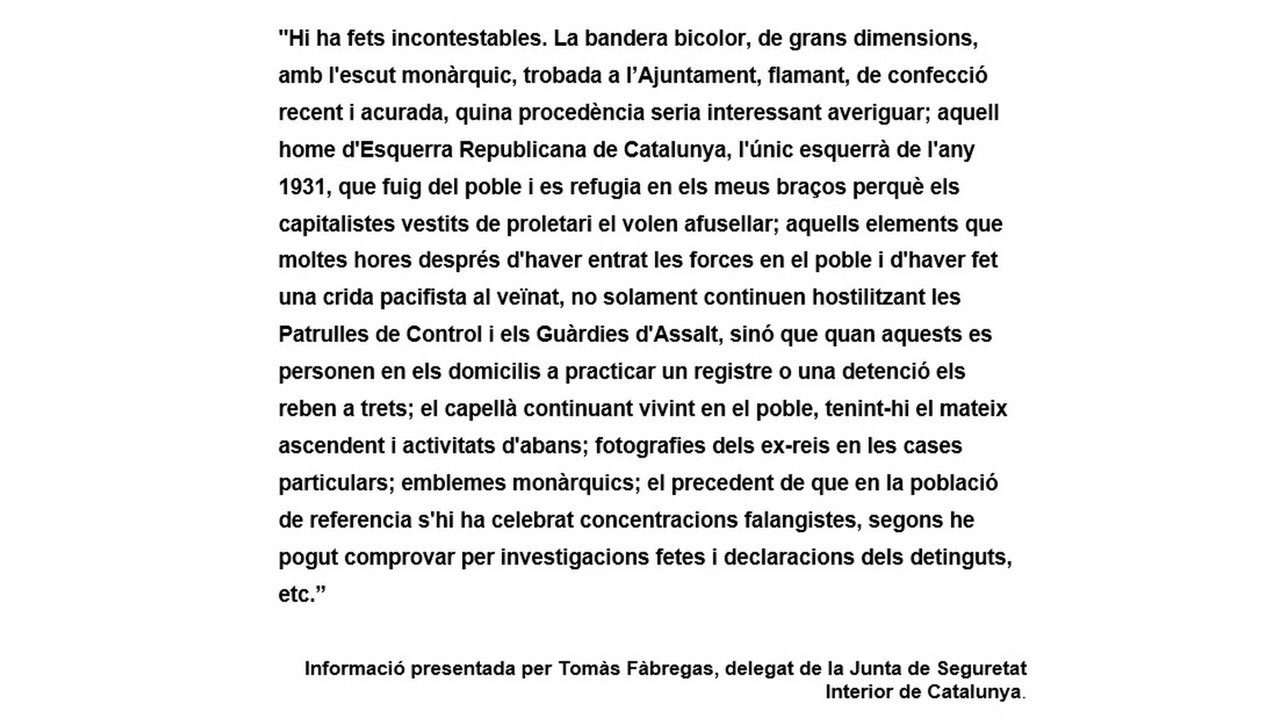 "Hi ha fets incontestables. La bandera bicolor, de grans dimensions,
amb l'escut monàrquic, trobada a l’Ajuntament, flamant, de confecció
recent i acurada, quina procedència seria interessant averiguar; aquell
home d'Esquerra Republicana de Catalunya, l'únic esquerrà de l'any
1931, que fuig del poble i es refugia en els meus braços perquè els
capitalistes vestits de proletari el volen afusellar; aquells elements que
moltes hores després d'haver entrat les forces en el poble i d'haver fet
una crida pacifista al veïnat, no solament continuen hostilitzant les
Patrulles de Control i els Guàrdies d'Assalt, sinó que quan aquests es
personen en els domicilis a practicar un registre o una detenció els
reben a trets; el capellà continuant vivint en el poble, tenint-hi el mateix
ascendent i activitats d'abans; fotografies dels ex-reis en les cases
particulars; emblemes monàrquics; el precedent de que en la població
de referencia s'hi ha celebrat concentracions falangistes, segons he
pogut comprovar per investigacions fetes i declaracions dels detinguts,
etc.”
Informació presentada per Tomàs Fàbregas, delegat de la Junta de Seguretat
Interior de Catalunya.